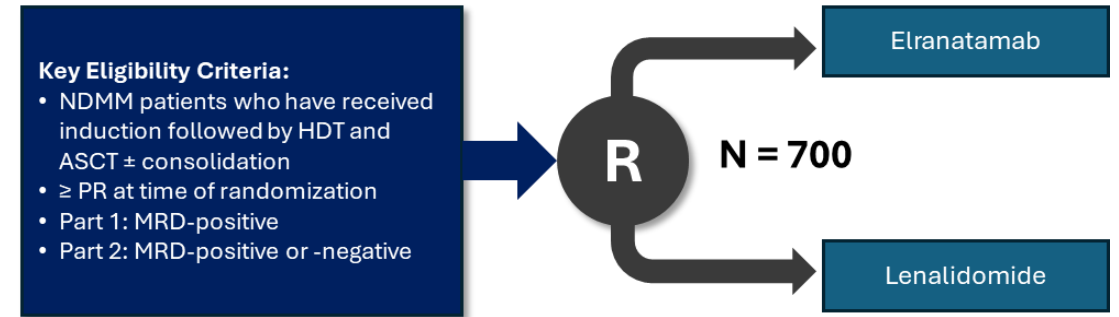 Key Eligibility Criteria:
• NDMM patients who have received
induction followed by HDT and
ASCT ± consolidation
• ≥ PR at time of randomization
• Part 1: MRD-positive
• Part 2: MRD-positive or -negative
R
N = 700
Elranatamab
Lenalidomide